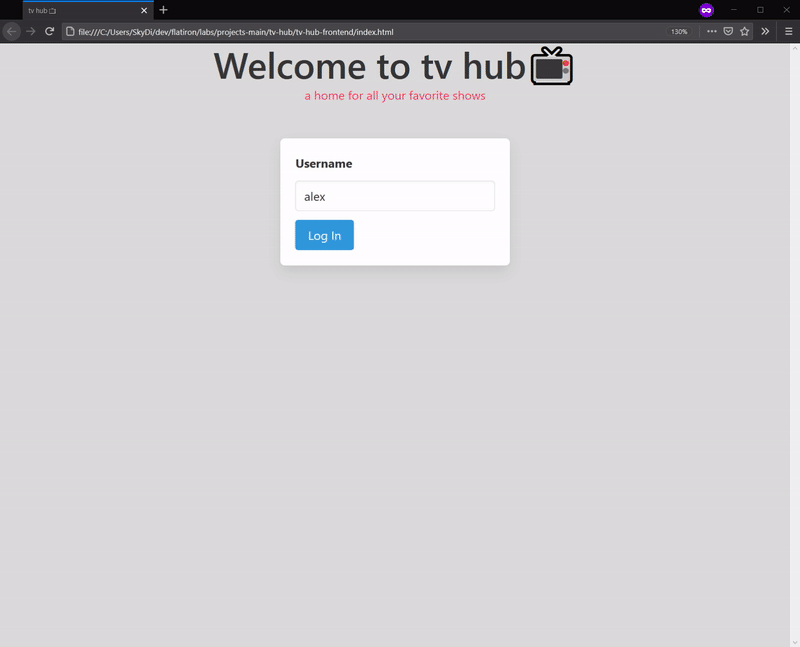 tv hub
file:///C:/Users/SkyDi/dev/flatiron/labs/projects-main/tv-hub/tv-hub-frontend/index.html
130%
Welcome to tv hub
a home for all your favorite shows
Username
alex
Log In